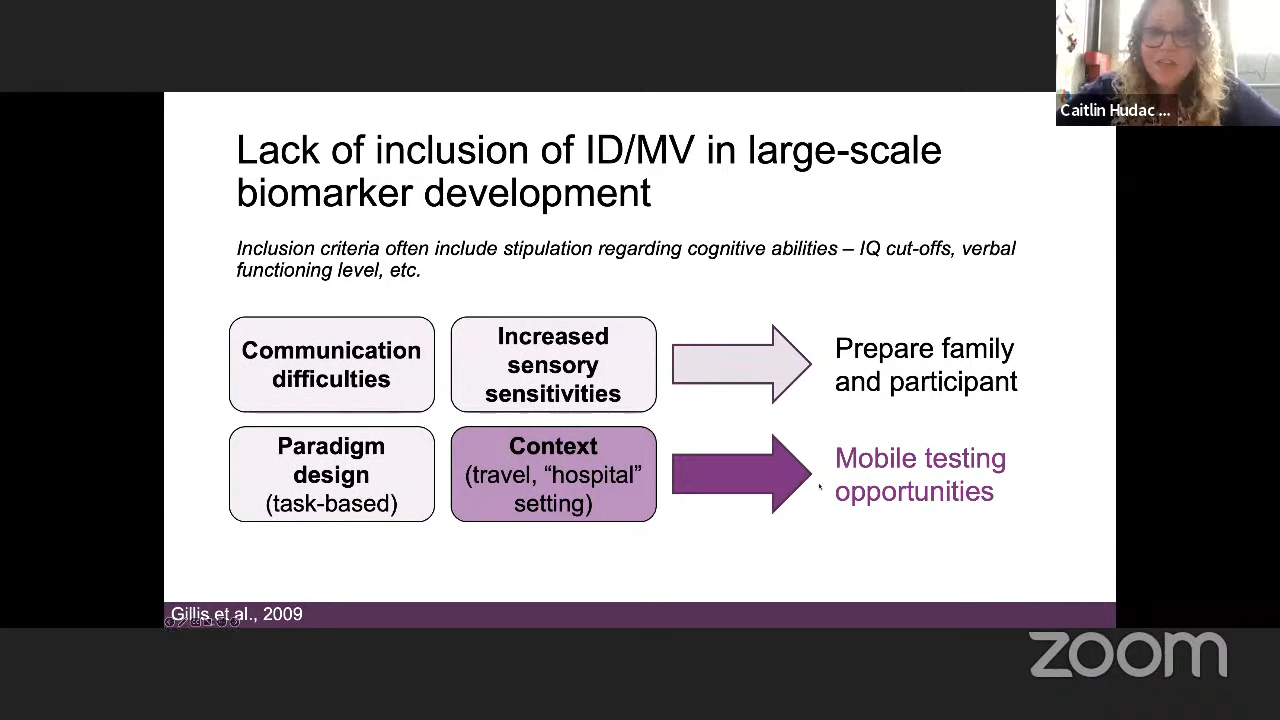 Caitlin Hudac ...
Lack of inclusion of ID/MV in large-scale
biomarker development
Inclusion criteria often include stipulation regarding cognitive abilities – IQ cut-offs, verbal
functioning level, etc.
Communication
difficulties
Increased
sensory
sensitivities
Prepare family
and participant
Paradigm
design
(task-based)
Context
(travel, “hospital”
setting)
Mobile testing
opportunities
Gillis et al., 2009
zoom